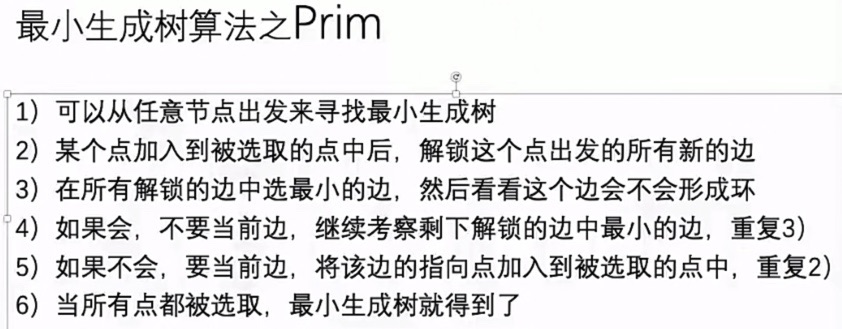 最小生成树算法之Prim
1）可以从任意节点出发来寻找最小生成树
2）某个点加入到被选取的点中后，解锁这个点出发的所有新的边
3）在所有解锁的边中选最小的边，然后看看这个边会不会形成环
4）如果会，不要当前边，继续考察剩下解锁的边中最小的边，重复3）
5）如果不会，要当前边，将该边的指向点加入到被选取的点中，重复2）
6）当所有点都被选取，最小生成树就得到了